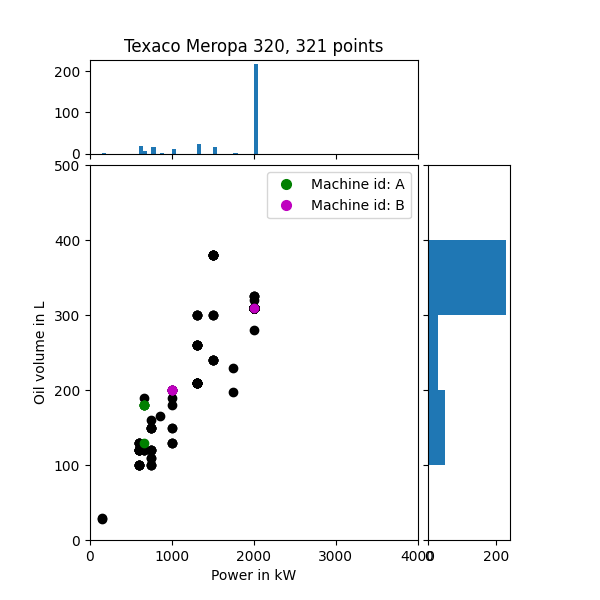 Texaco Meropa 320, 321 points
200
100
0
500
400
300
200
100
0
Oil volume in L
Machine id: A
Machine id: B
0 1000 2000 3000 4000
0 200
Power in kW